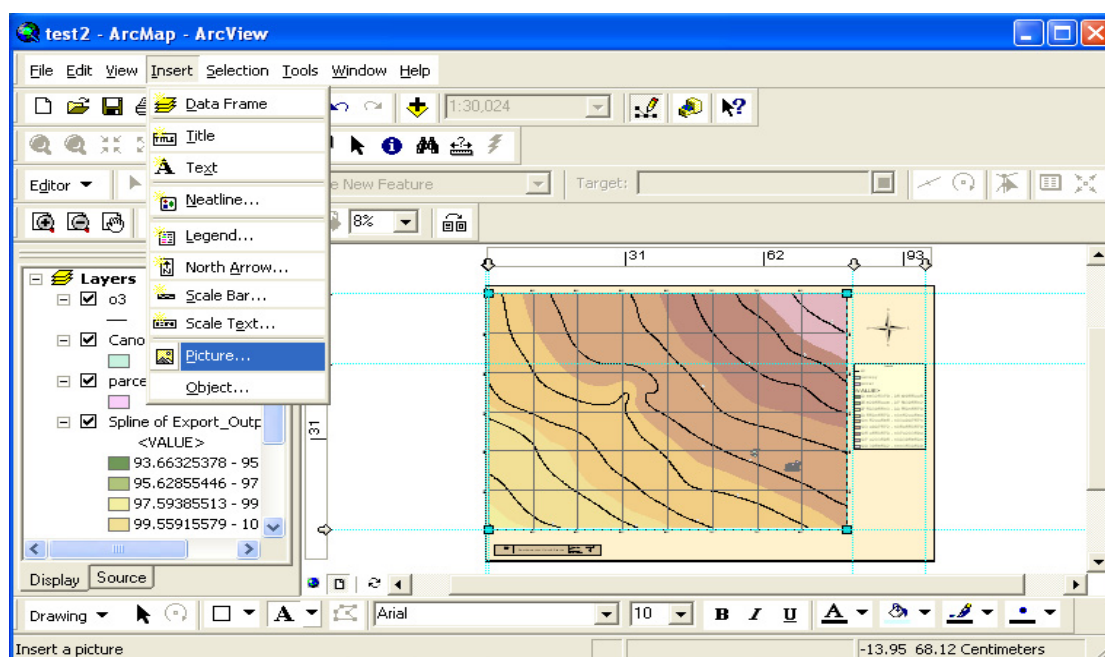 test2 - ArcMap - ArcView
File Edit View Insert Selection Tools Window Help
Data Frame
1:30,024
Title
Text
Editor
New Feature
Target:
Neatline...
8%
Legend...
North Arrow...
Scale Bar...
Scale Text...
Picture...
Object...
31
62
93
31
Layers
o3
Cano
parce
Spline of Export_Outp
<VALUE>
93.66325378 - 95
95.62855446 - 97
97.59385513 - 99
99.55915579 - 10
Display Source
Drawing
A
Arial
10
B I U A
Insert a picture
-13.95 68.12 Centimeters